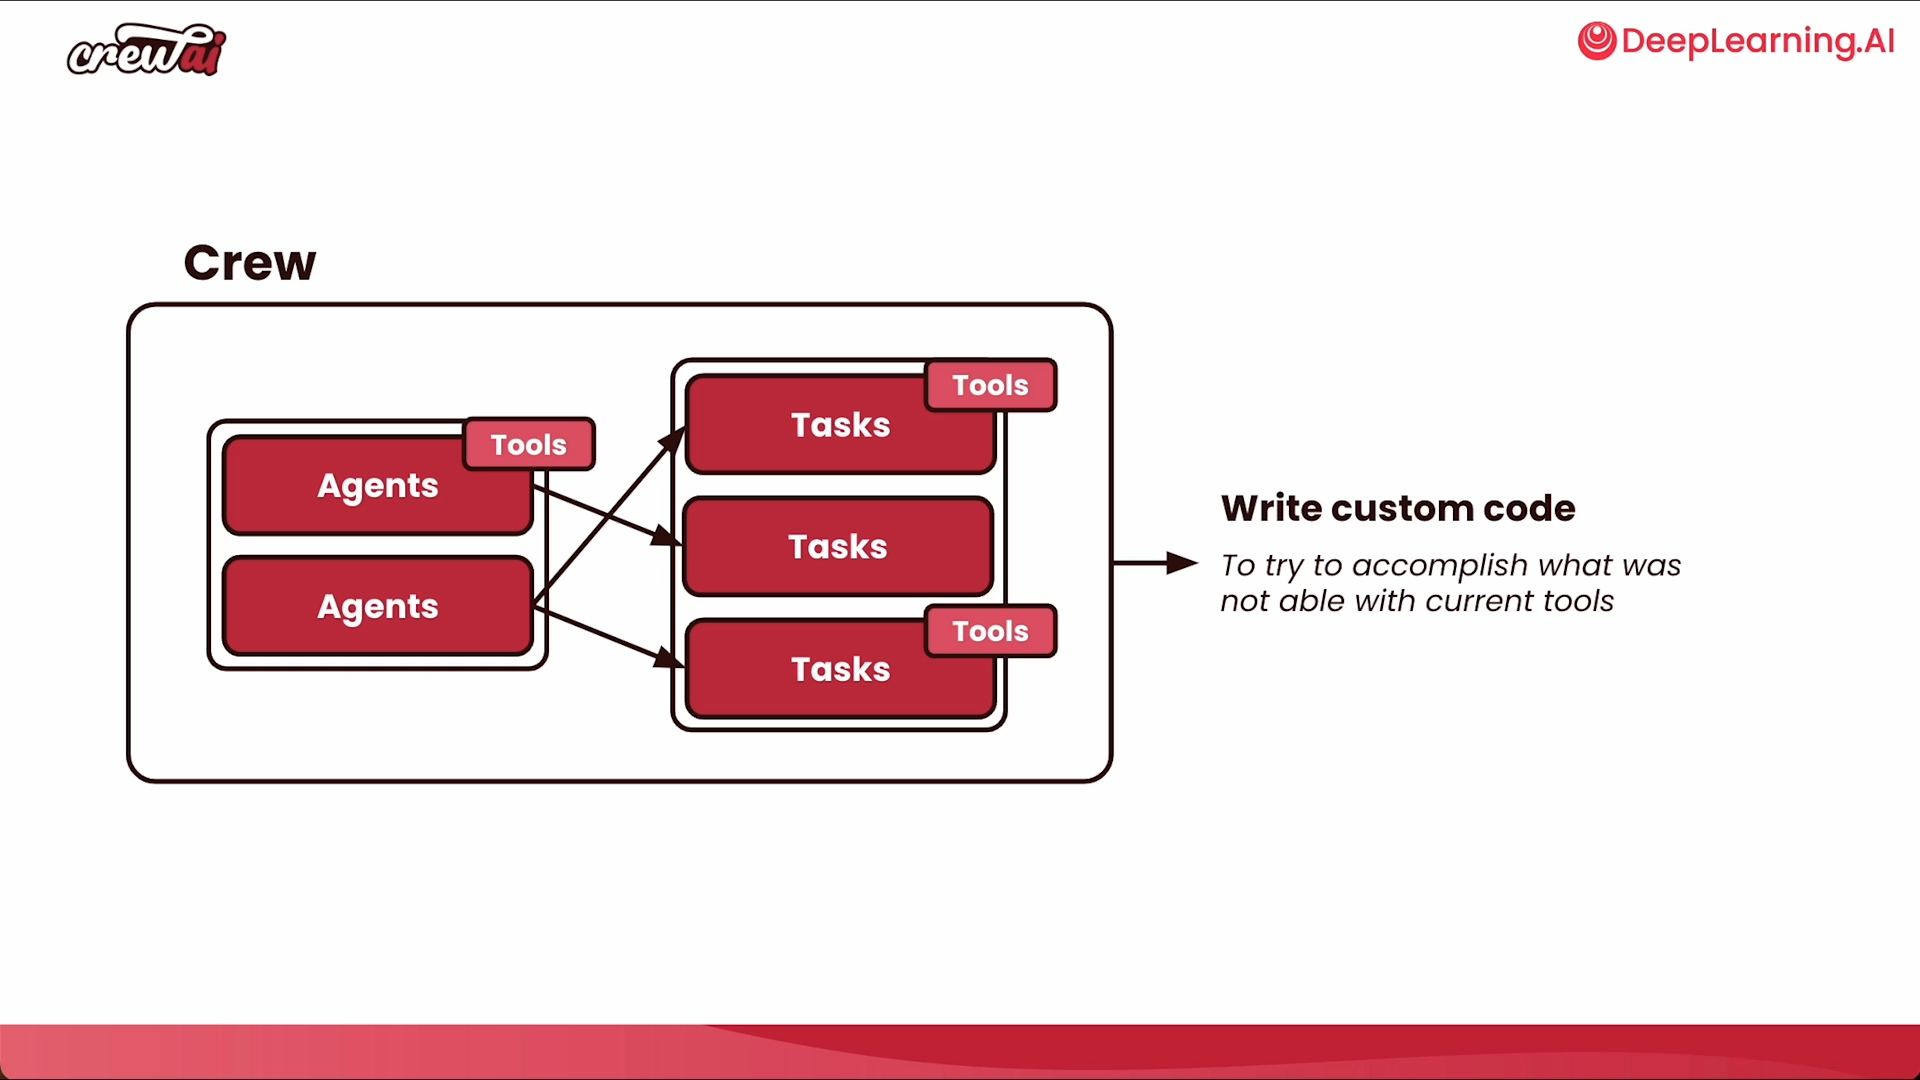 crewai
DeepLearning.AI
Crew
Tools
Agents
Agents
Tools
Tasks
Tasks
Tools
Tasks
Write custom code
To try to accomplish what was
not able with current tools